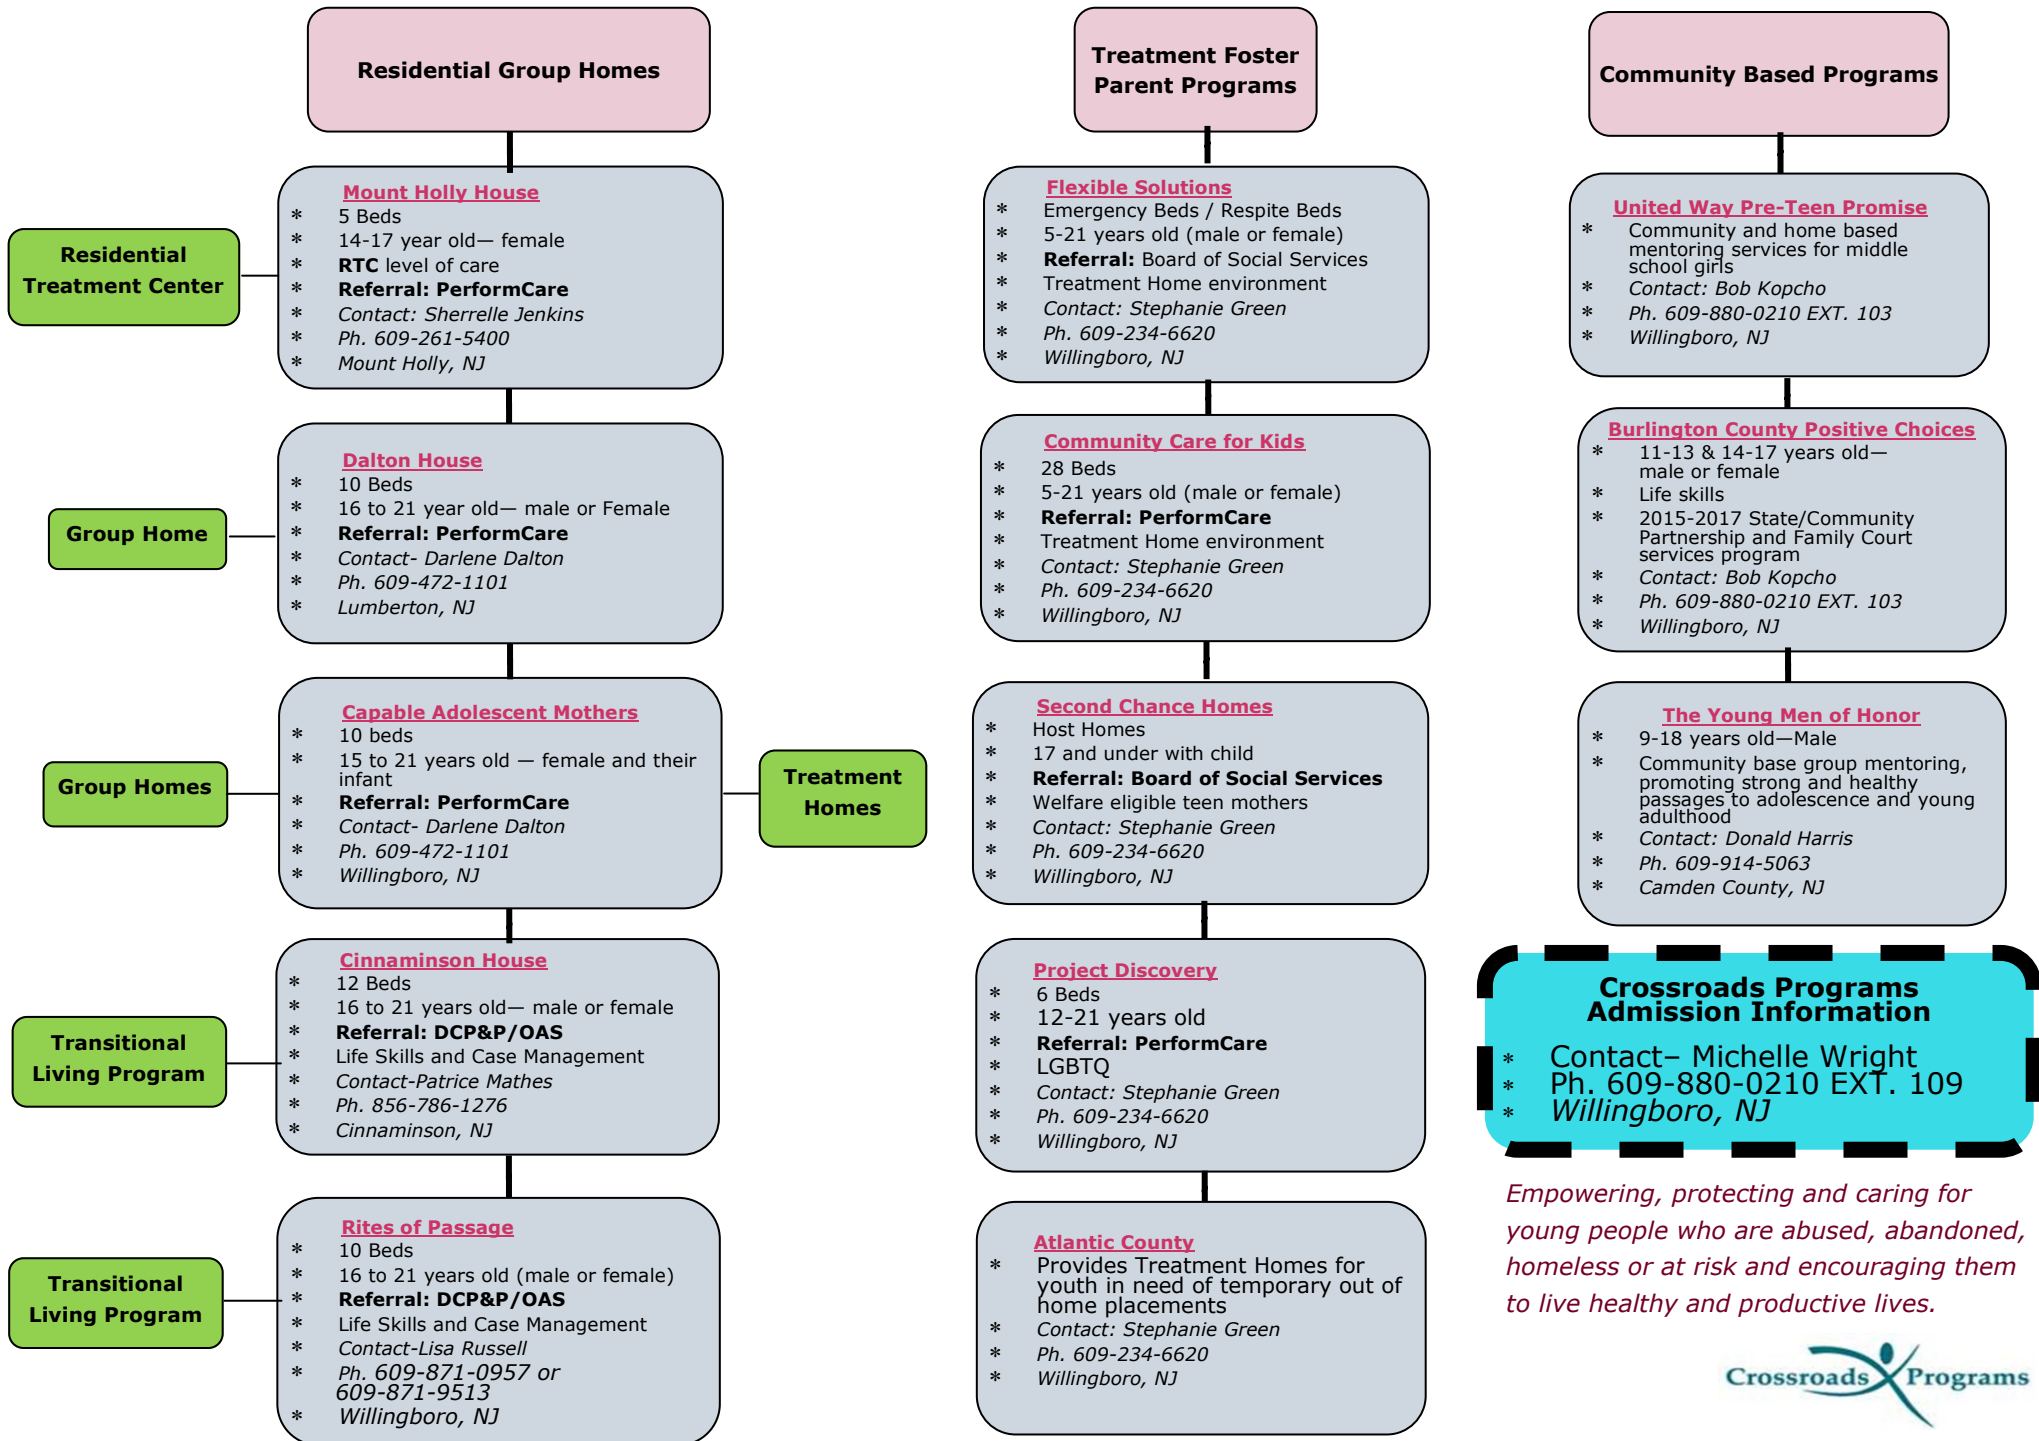 Residential Group Homes
Residential
Treatment Center
Mount Holly House
* 5 Beds
* 14-17 year old— female
* RTC level of care
* Referral: PerformCare
* Contact: Sherrelle Jenkins
* Ph. 609-261-5400
* Mount Holly, NJ
Group Home
Dalton House
* 10 Beds
* 16 to 21 year old— male or Female
* Referral: PerformCare
* Contact- Darlene Dalton
* Ph. 609-472-1101
* Lumberton, NJ
Group Homes
Capable Adolescent Mothers
* 10 beds
* 15 to 21 years old — female and their
infant
* Referral: PerformCare
* Contact- Darlene Dalton
* Ph. 609-472-1101
* Willingboro, NJ
Treatment
Homes
Transitional
Living Program
Cinnaminson House
* 12 Beds
* 16 to 21 years old— male or female
* Referral: DCP&P/OAS
* Life Skills and Case Management
* Contact-Patrice Mathes
* Ph. 856-786-1276
* Cinnaminson, NJ
Transitional
Living Program
Rites of Passage
* 10 Beds
* 16 to 21 years old (male or female)
* Referral: DCP&P/OAS
* Life Skills and Case Management
* Contact-Lisa Russell
* Ph. 609-871-0957 or
609-871-9513
* Willingboro, NJ
Treatment Foster
Parent Programs
Flexible Solutions
* Emergency Beds / Respite Beds
* 5-21 years old (male or female)
* Referral: Board of Social Services
* Treatment Home environment
* Contact: Stephanie Green
* Ph. 609-234-6620
* Willingboro, NJ
Community Care for Kids
* 28 Beds
* 5-21 years old (male or female)
* Referral: PerformCare
* Treatment Home environment
* Contact: Stephanie Green
* Ph. 609-234-6620
* Willingboro, NJ
Second Chance Homes
* Host Homes
* 17 and under with child
* Referral: Board of Social Services
* Welfare eligible teen mothers
* Contact: Stephanie Green
* Ph. 609-234-6620
* Willingboro, NJ
Project Discovery
* 6 Beds
* 12-21 years old
* Referral: PerformCare
* LGBTQ
* Contact: Stephanie Green
* Ph. 609-234-6620
* Willingboro, NJ
Atlantic County
* Provides Treatment Homes for
youth in need of temporary out of
home placements
* Contact: Stephanie Green
* Ph. 609-234-6620
* Willingboro, NJ
Community Based Programs
United Way Pre-Teen Promise
* Community and home based
mentoring services for middle
school girls
* Contact: Bob Kopcho
* Ph. 609-880-0210 EXT. 103
* Willingboro, NJ
Burlington County Positive Choices
* 11-13 & 14-17 years old—
male or female
* Life skills
* 2015-2017 State/Community
Partnership and Family Court
services program
* Contact: Bob Kopcho
* Ph. 609-880-0210 EXT. 103
* Willingboro, NJ
The Young Men of Honor
* 9-18 years old—Male
* Community base group mentoring,
promoting strong and healthy
passages to adolescence and young
adulthood
* Contact: Donald Harris
* Ph. 609-914-5063
* Camden County, NJ
Crossroads Programs
Admission Information
* Contact– Michelle Wright
* Ph. 609-880-0210 EXT. 109
* Willingboro, NJ
Empowering, protecting and caring for
young people who are abused, abandoned,
homeless or at risk and encouraging them
to live healthy and productive lives.
Crossroads Programs